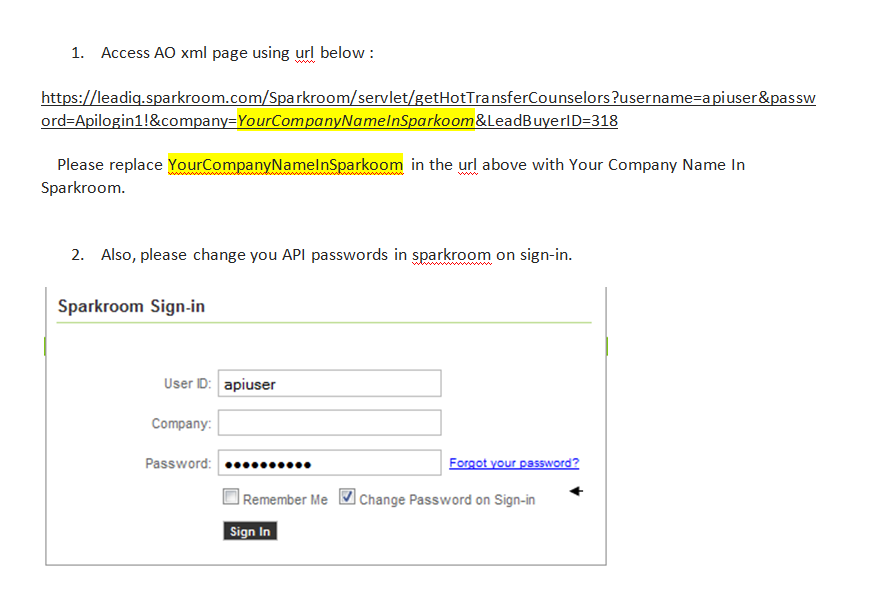 1. Access AO xml page using url below :
https://leadiq.sparkroom.com/Sparkroom/servlet/getHotTransferCounselors?username=apiuser&passw
ord=Apilogin1!&company=YourCompanyNameInSparkoom&LeadBuyerID=318
Please replace YourCompanyNameInSparkoom in the url above with Your Company Name In
Sparkroom.
2. Also, please change you API passwords in sparkroom on sign-in.
Sparkroom Sign-in
User ID: apiuser
Company:
Password: ●●●●●●●●●● Forgot your password?
Remember Me Change Password on Sign-in
Sign In